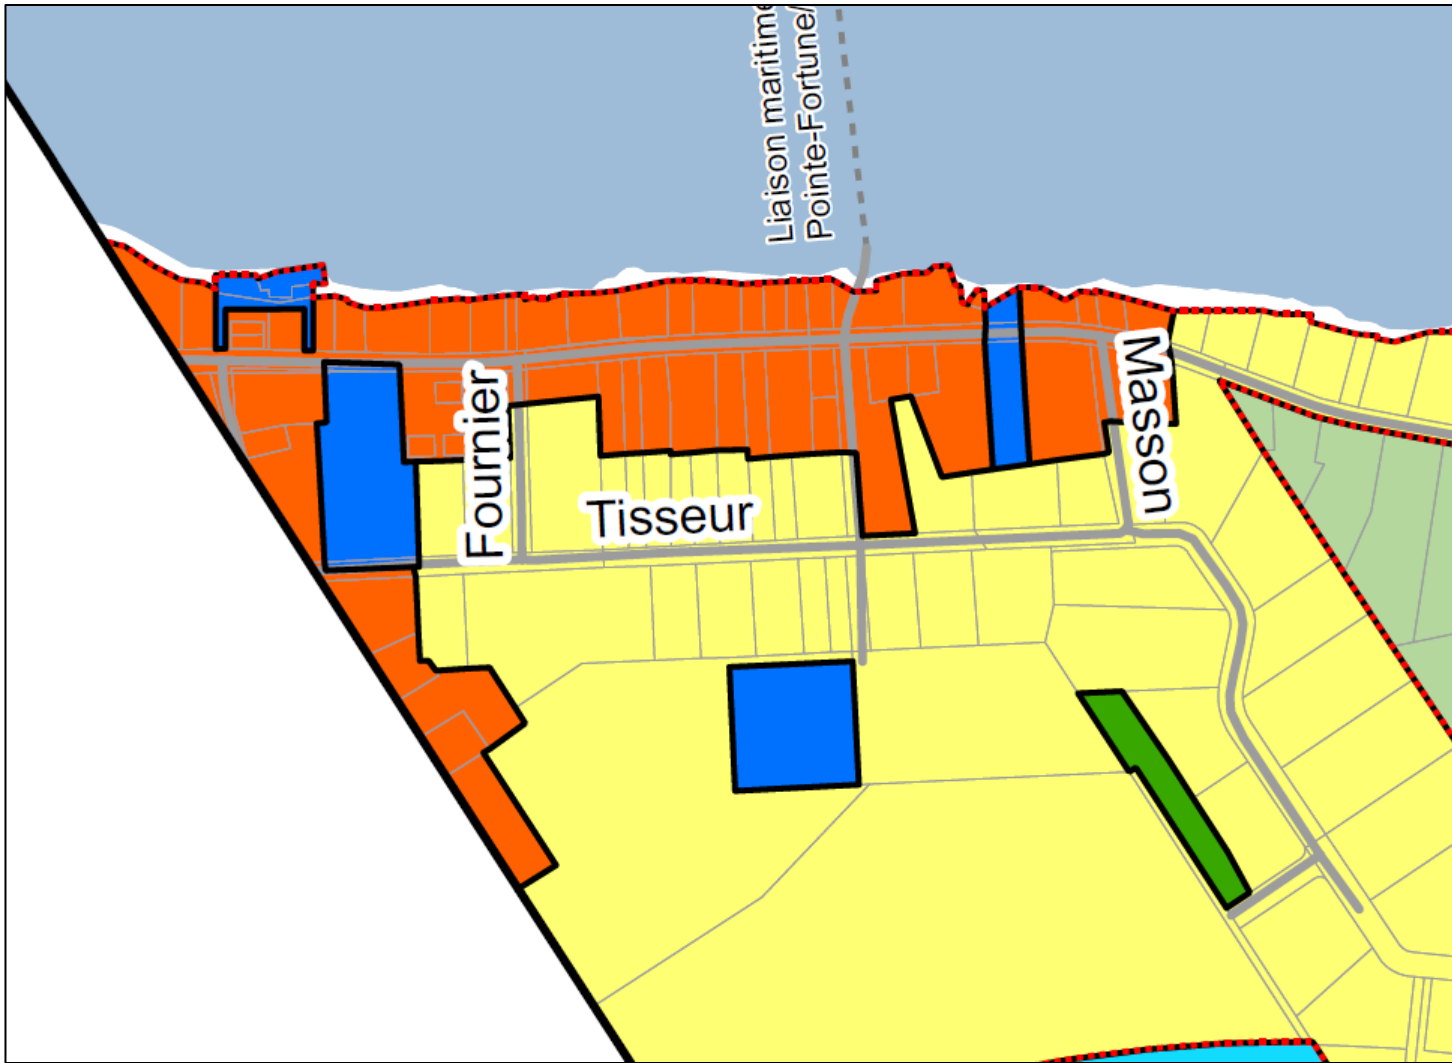 Liaison maritime
Pointe-Fortune/
Masson
Fournier
Tisseur